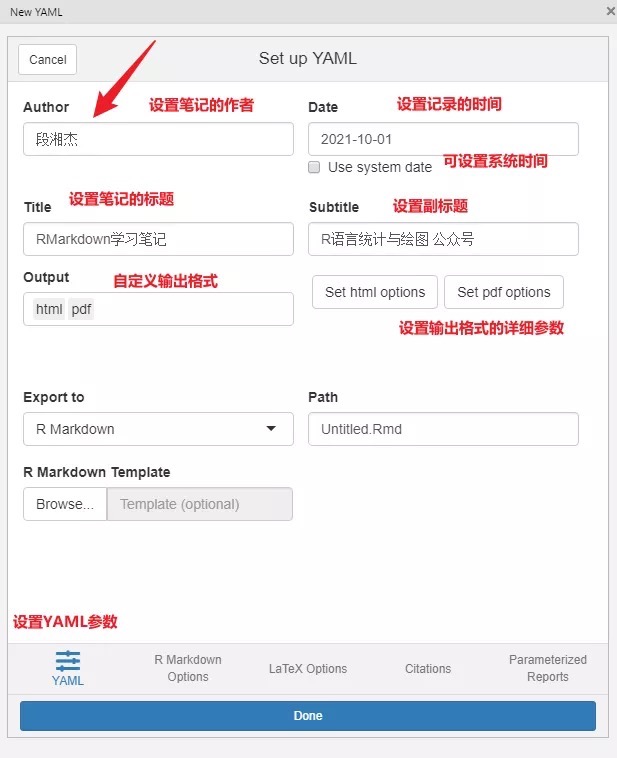 New YAML
Cancel
Set up YAML
Author
设置笔记的作者
Date
设置记录的时间
段湘杰
2021-10-01
Use system date
可设置系统时间
Title
设置笔记的标题
Subtitle
设置副标题
RMarkdown学习笔记
R语言统计与绘图 公众号
Output
自定义输出格式
html pdf
Set html options
Set pdf options
设置输出格式的详细参数
Export to
Path
R Markdown
Untitled.Rmd
R Markdown Template
Browse...
Template (optional)
设置YAML参数
YAML
R Markdown
Options
LaTeX Options
Citations
Parameterized
Reports
Done